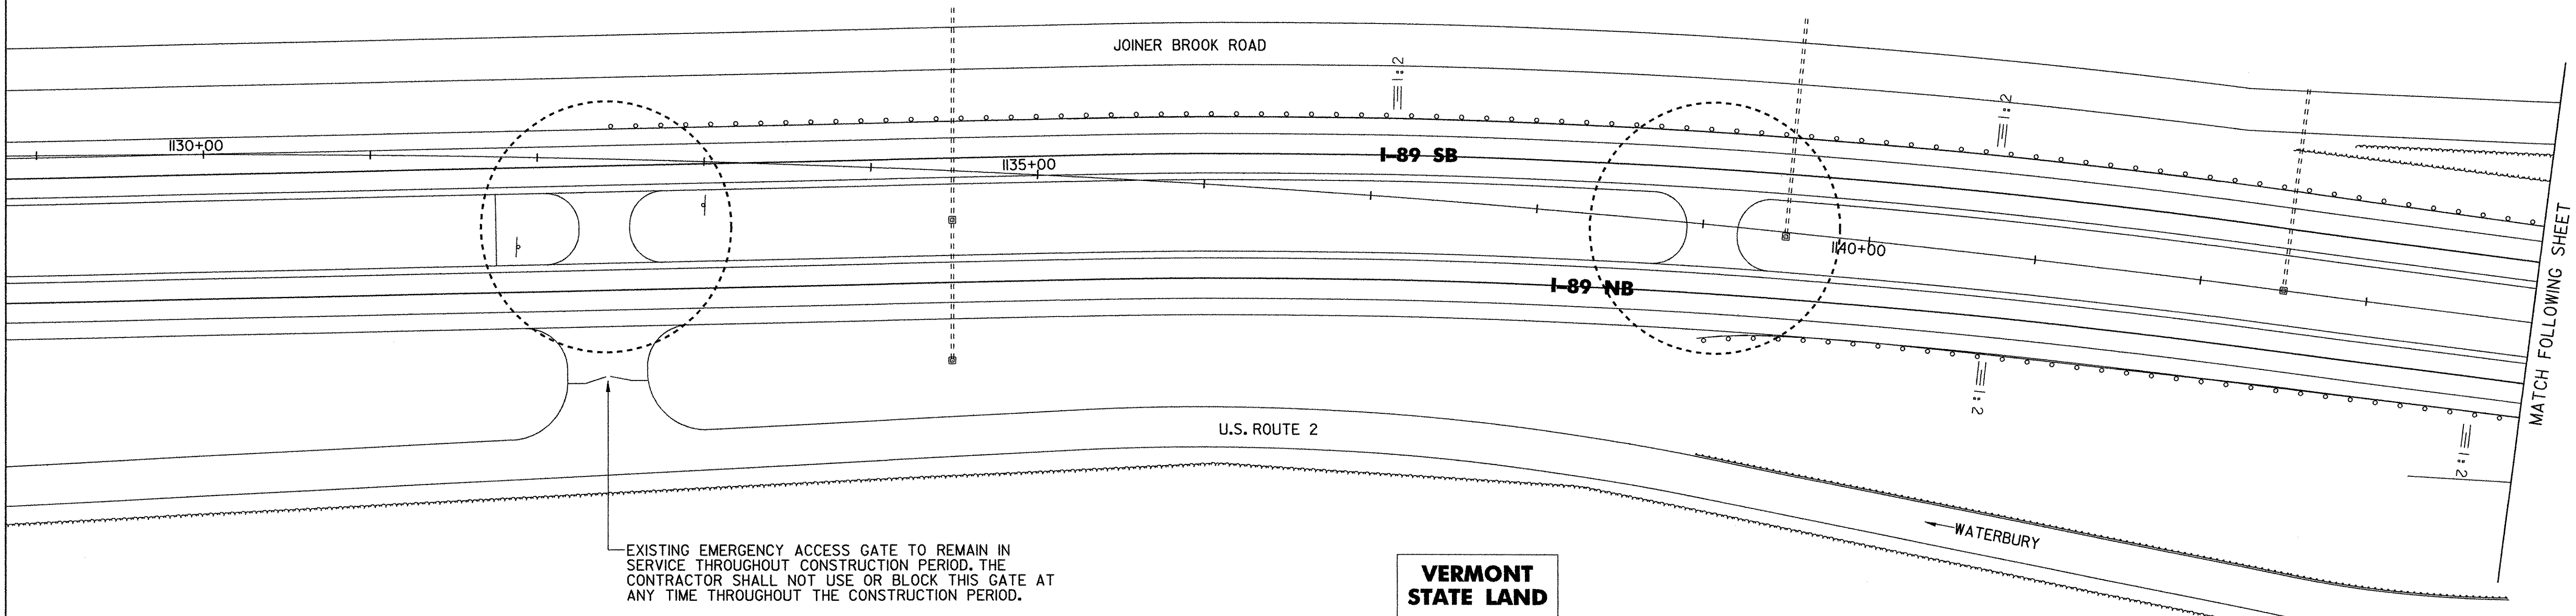 JOINER BROOK ROAD
1:2
1:2
1130+00
1135+00
I-89 SB
1140+00
I-89 NB
1:2
1:2
MATCH FOLLOWING SHEET
U.S. ROUTE 2
WATERBURY
EXISTING EMERGENCY ACCESS GATE TO REMAIN IN
SERVICE THROUGHOUT CONSTRUCTION PERIOD. THE
CONTRACTOR SHALL NOT USE OR BLOCK THIS GATE AT
ANY TIME THROUGHOUT THE CONSTRUCTION PERIOD.
VERMONT
STATE LAND